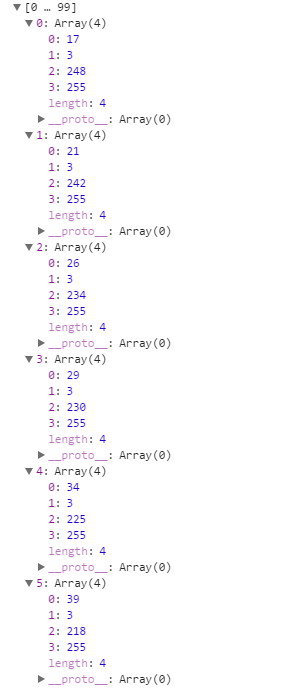 [0 … 99]
0: Array(4)
0: 17
1: 3
2: 248
3: 255
length: 4
__proto__: Array(0)
1: Array(4)
0: 21
1: 3
2: 242
3: 255
length: 4
__proto__: Array(0)
2: Array(4)
0: 26
1: 3
2: 234
3: 255
length: 4
__proto__: Array(0)
3: Array(4)
0: 29
1: 3
2: 230
3: 255
length: 4
__proto__: Array(0)
4: Array(4)
0: 34
1: 3
2: 225
3: 255
length: 4
__proto__: Array(0)
5: Array(4)
0: 39
1: 3
2: 218
3: 255
length: 4
__proto__: Array(0)